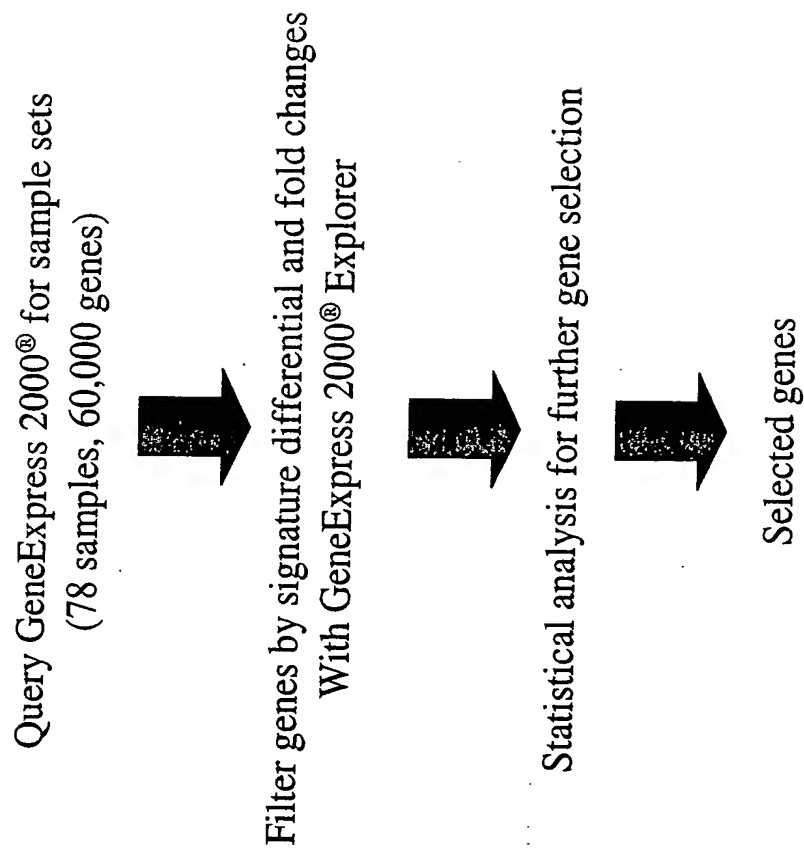 Query GeneExpress 2000® for sample sets
(78 samples, 60,000 genes)
Filter genes by signature differential and fold changes
With GeneExpress 2000® Explorer
Statistical analysis for further gene selection
Selected genes